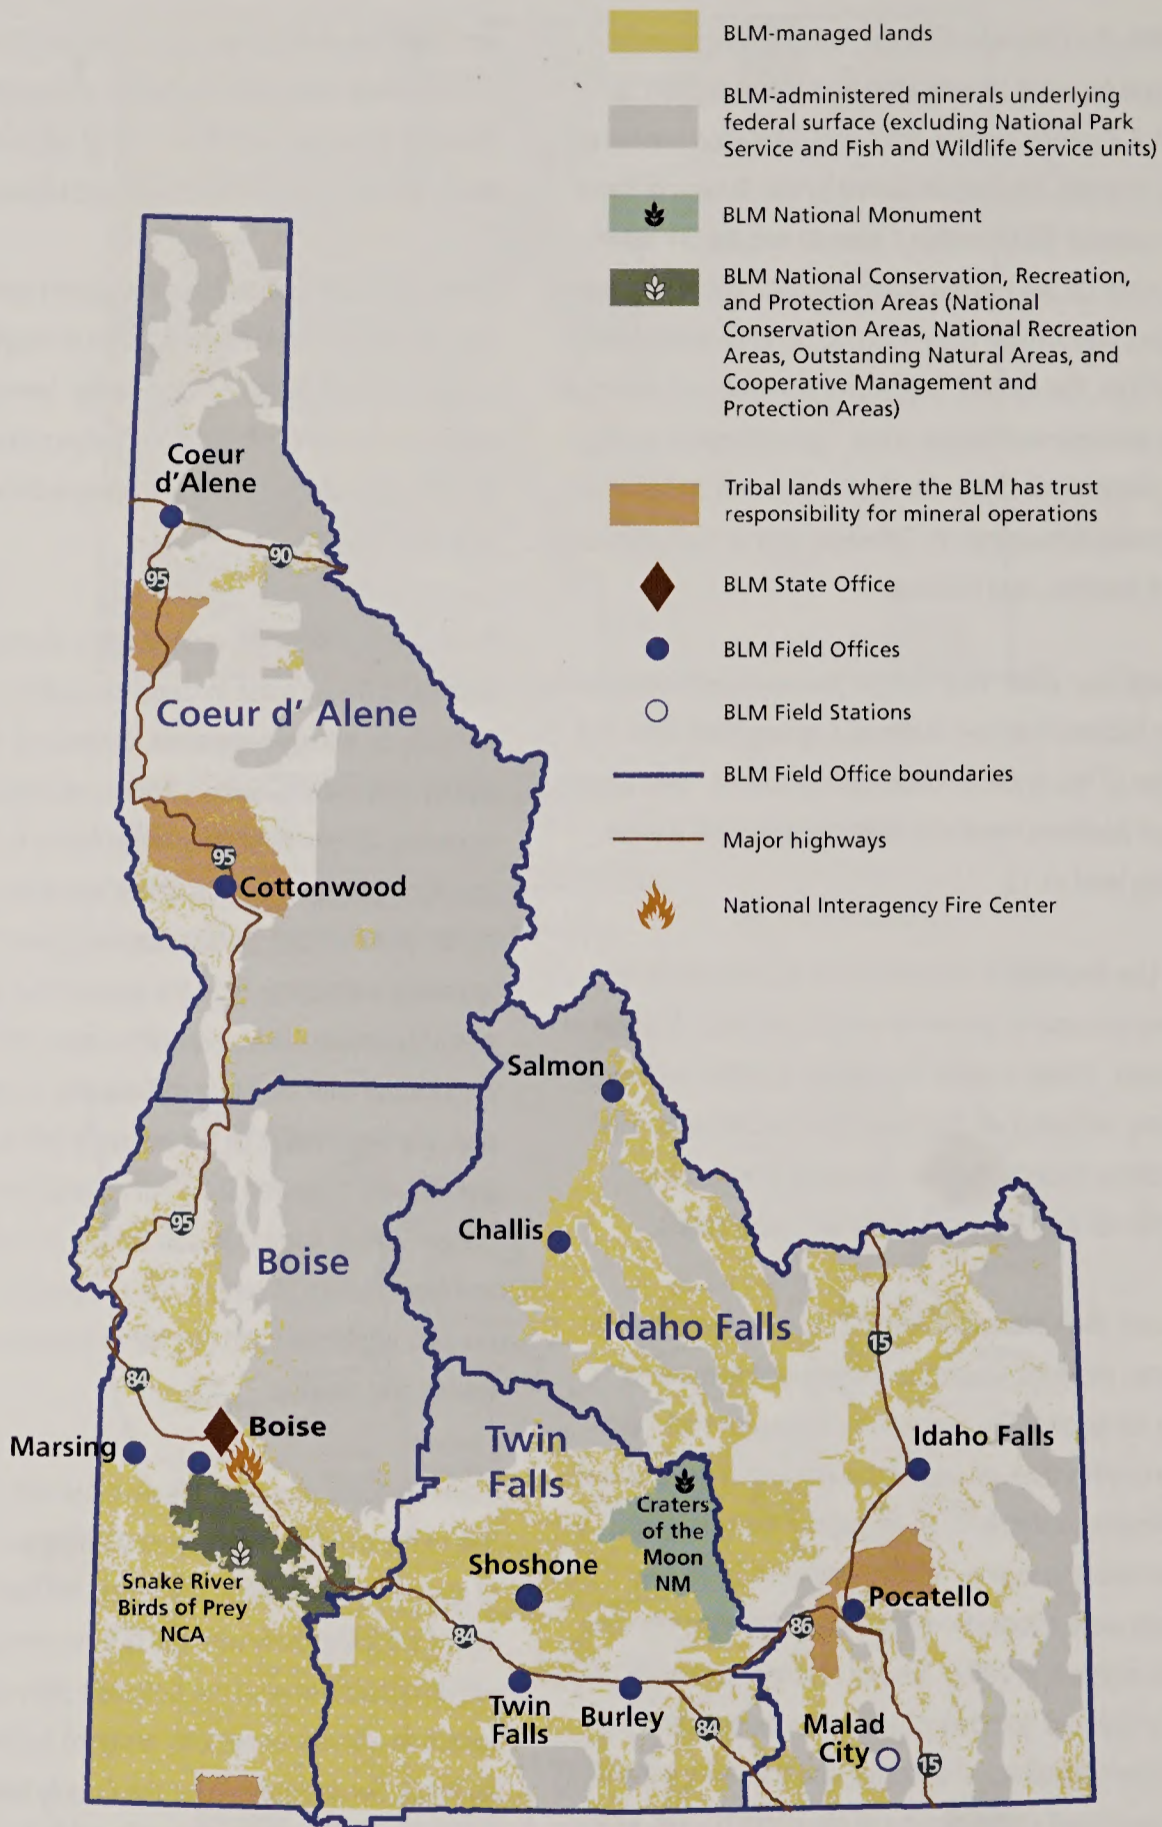 BLM-managed lands
BLM-administered minerals underlying
federal surface (excluding National Park
Service and Fish and Wildlife Service units)
BLM National Monument
BLM National Conservation, Recreation,
and Protection Areas (National
Conservation Areas, National Recreation
Areas, Outstanding Natural Areas, and
Cooperative Management and
Protection Areas)
Tribal lands where the BLM has trust
responsibility for mineral operations
BLM State Office
BLM Field Offices
BLM Field Stations
BLM Field Office boundaries
Major highways
National Interagency Fire Center
Coeur
d'Alene
90
95
Coeur d' Alene
95
Cottonwood
Salmon
95
Challis
Boise
Idaho Falls
15
84
Marsing
Boise
Twin
Falls
Idaho Falls
Craters
of the
Moon
NM
Shoshone
Snake River
Birds of Prey
NCA
Pocatello
84
86
Twin
Falls
Burley
84
Malad
City
15